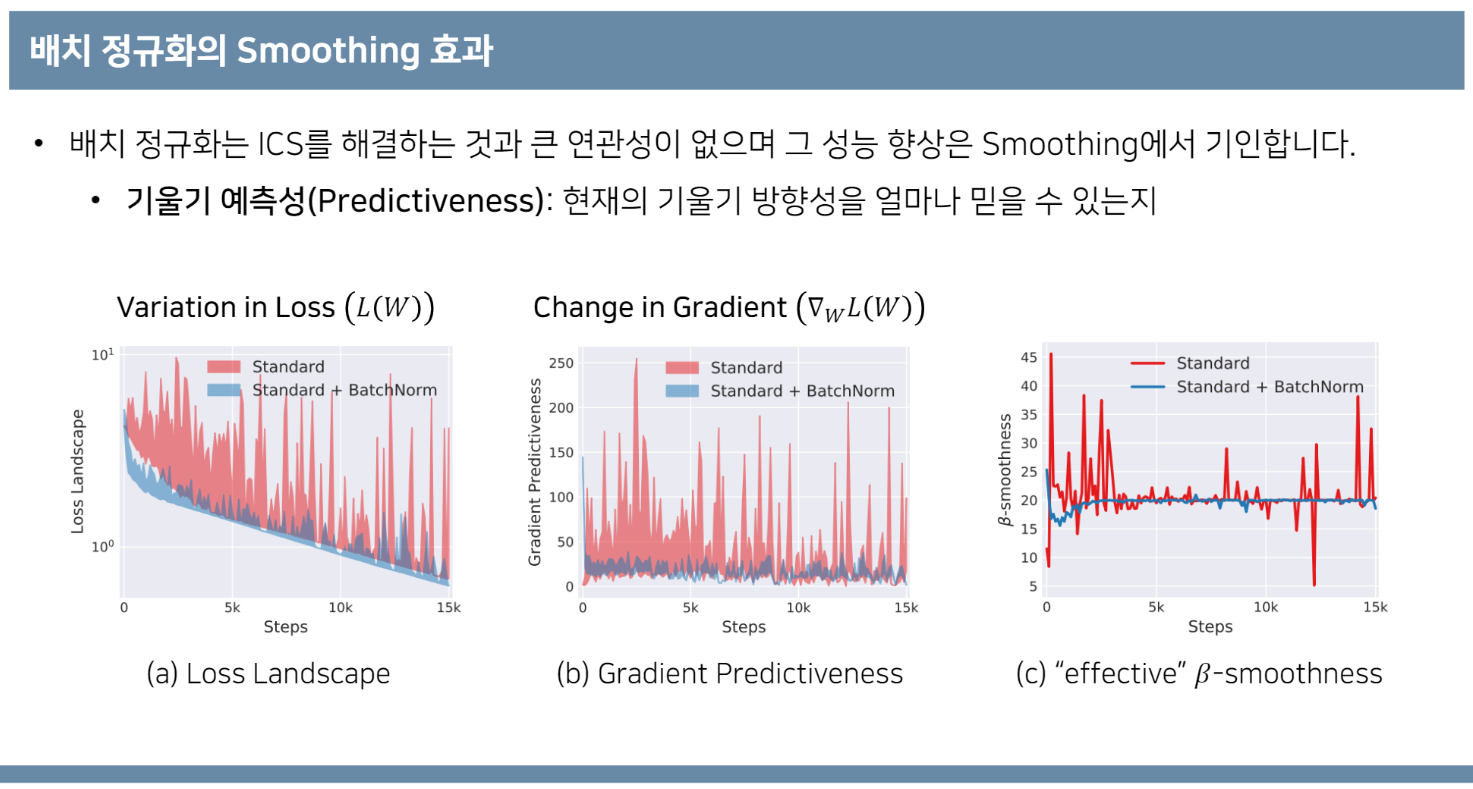 배치 정규화의 Smoothing 효과
• 배치 정규화는 ICS를 해결하는 것과 큰 연관성이 없으며 그 성능 향상은 Smoothing에서 기인합니다.
• 기울기 예측성(Predictiveness): 현재의 기울기 방향성을 얼마나 믿을 수 있는지
Variation in Loss (L(W))
10¹
10⁰
Loss Landscape
Standard
Standard + BatchNorm
0 5k 10k 15k
Steps
(a) Loss Landscape
Change in Gradient (∇_W L(W))
250
200
150
100
50
0
Gradient Predictiveness
Standard
Standard + BatchNorm
0 5k 10k 15k
Steps
(b) Gradient Predictiveness
45
40
35
30
25
20
15
10
5
β-smoothness
Standard
Standard + BatchNorm
0 5k 10k 15k
Steps
(c) “effective” β-smoothness